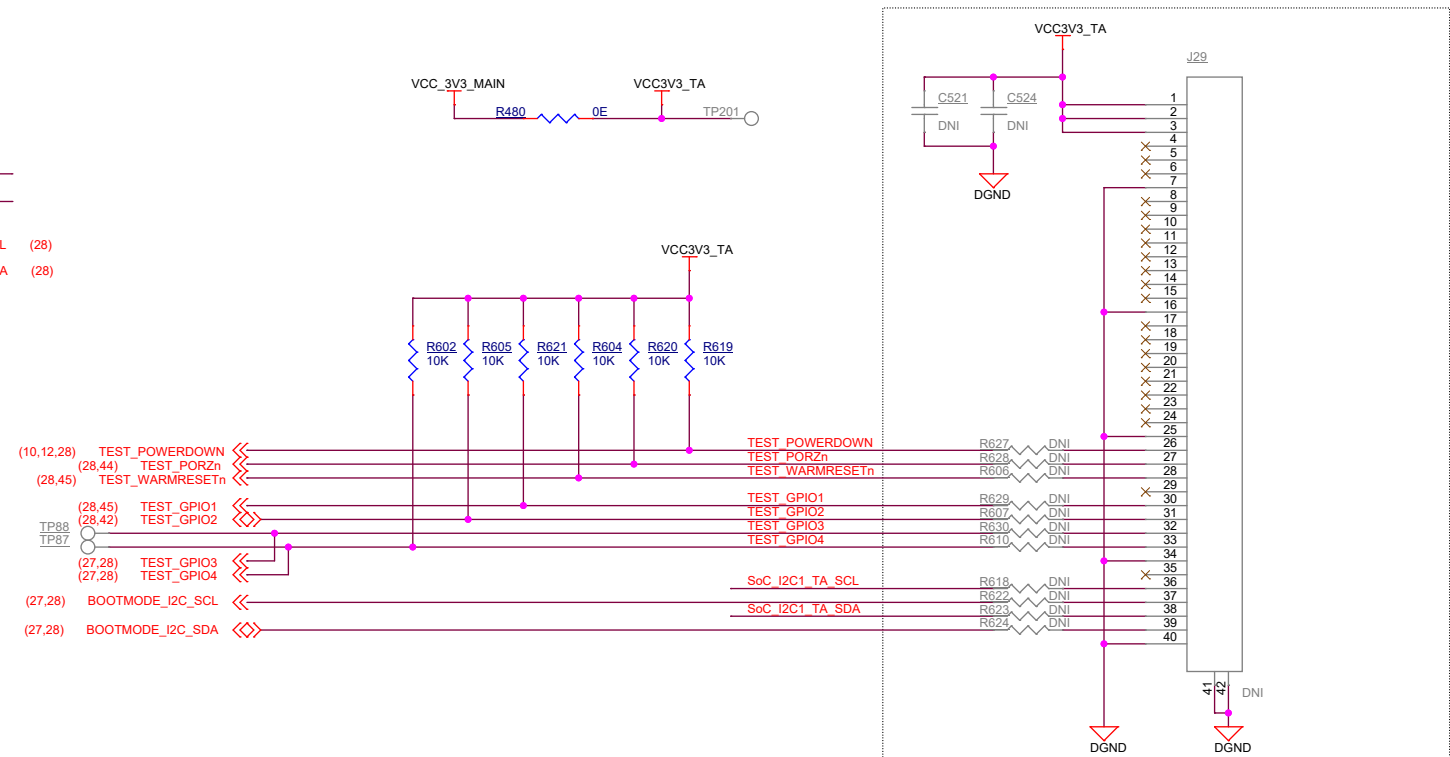 VCC3V3_TA
J29
VCC_3V3_MAIN
VCC3V3_TA
R480 0E
TP201
C521
C524
DNI
DNI
DGND
L (28)
A (28)
VCC3V3_TA
R602 R605 R621 R604 R620 R619
10K 10K 10K 10K 10K 10K
1
2
3
4
5
6
7
8
9
10
11
12
13
14
15
16
17
18
19
20
21
22
23
24
25
26
27
28
29
30
31
32
33
34
35
36
37
38
39
40
(10,12,28) TEST_POWERDOWN TEST_POWERDOWN R627 DNI
(28,44) TEST_PORZn TEST_PORZn R628 DNI
(28,45) TEST_WARMRESETn TEST_WARMRESETn R606 DNI
(28,45) TEST_GPIO1 TEST_GPIO1 R629 DNI
(28,42) TEST_GPIO2 TEST_GPIO2 R607 DNI
TP88 TEST_GPIO3 R630 DNI
TP87 TEST_GPIO4 R610 DNI
(27,28) TEST_GPIO3
(27,28) TEST_GPIO4
SoC_I2C1_TA_SCL R618 DNI
(27,28) BOOTMODE_I2C_SCL R622 DNI
SoC_I2C1_TA_SDA R623 DNI
(27,28) BOOTMODE_I2C_SDA R624 DNI
41
42
DNI
DGND
DGND